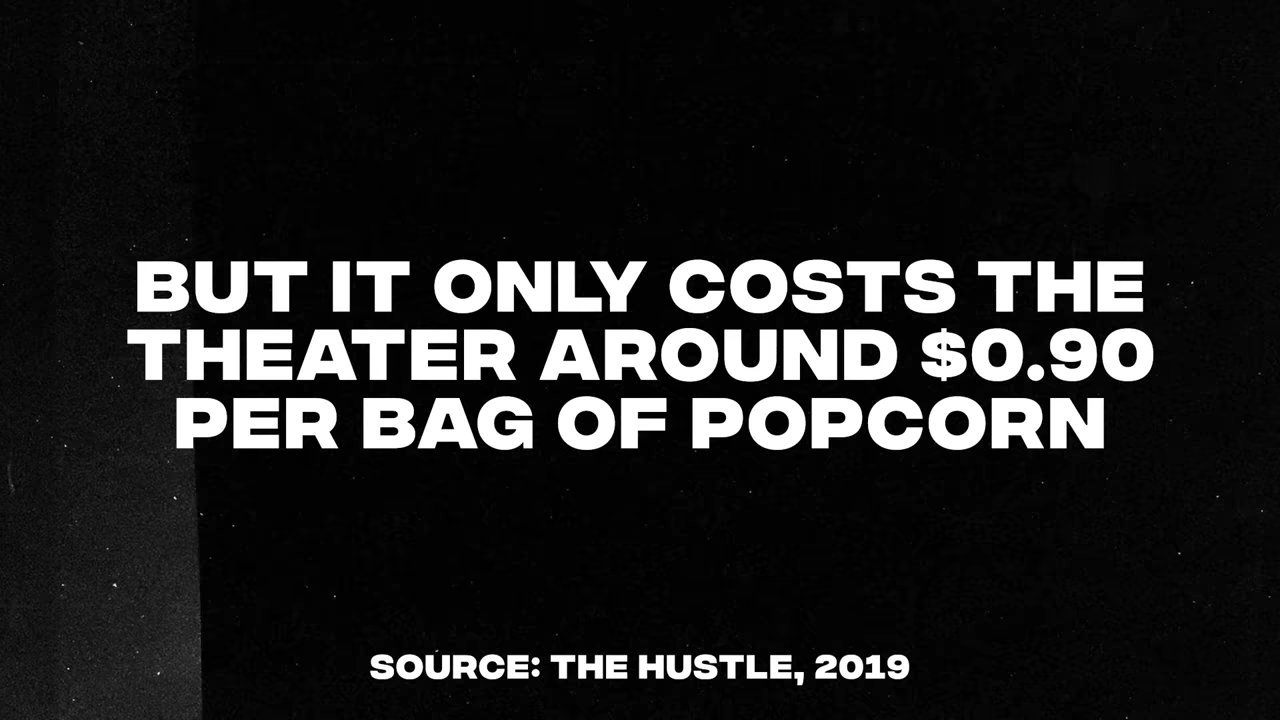 BUT IT ONLY COSTS THE
THEATER AROUND $0.90
PER BAG OF POPCORN
SOURCE: THE HUSTLE, 2019